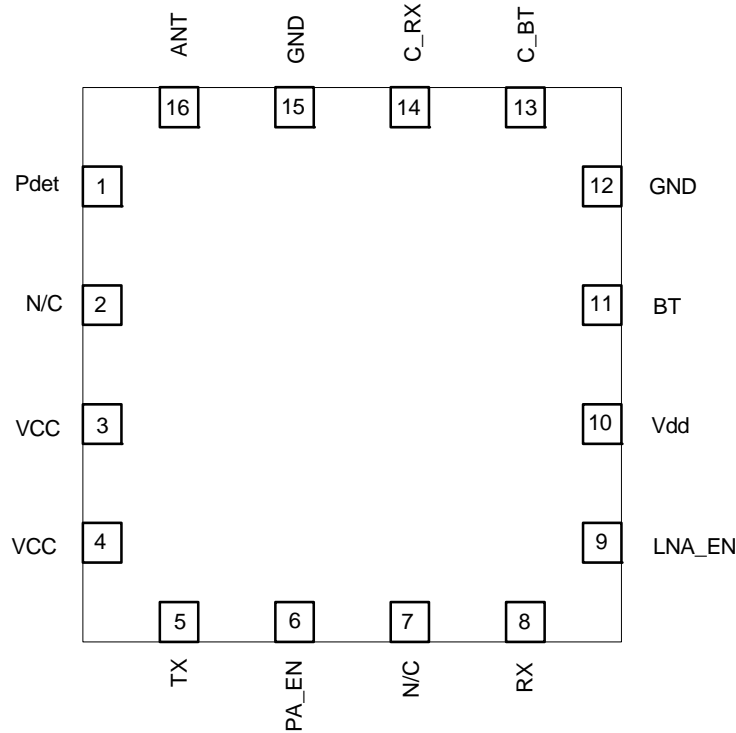 ANT
GND
C_RX
C_BT
16
15
14
13
Pdet
1
12
GND
N/C
2
11
BT
VCC
3
10
Vdd
VCC
4
9
LNA_EN
5
6
7
8
TX
PA_EN
N/C
RX